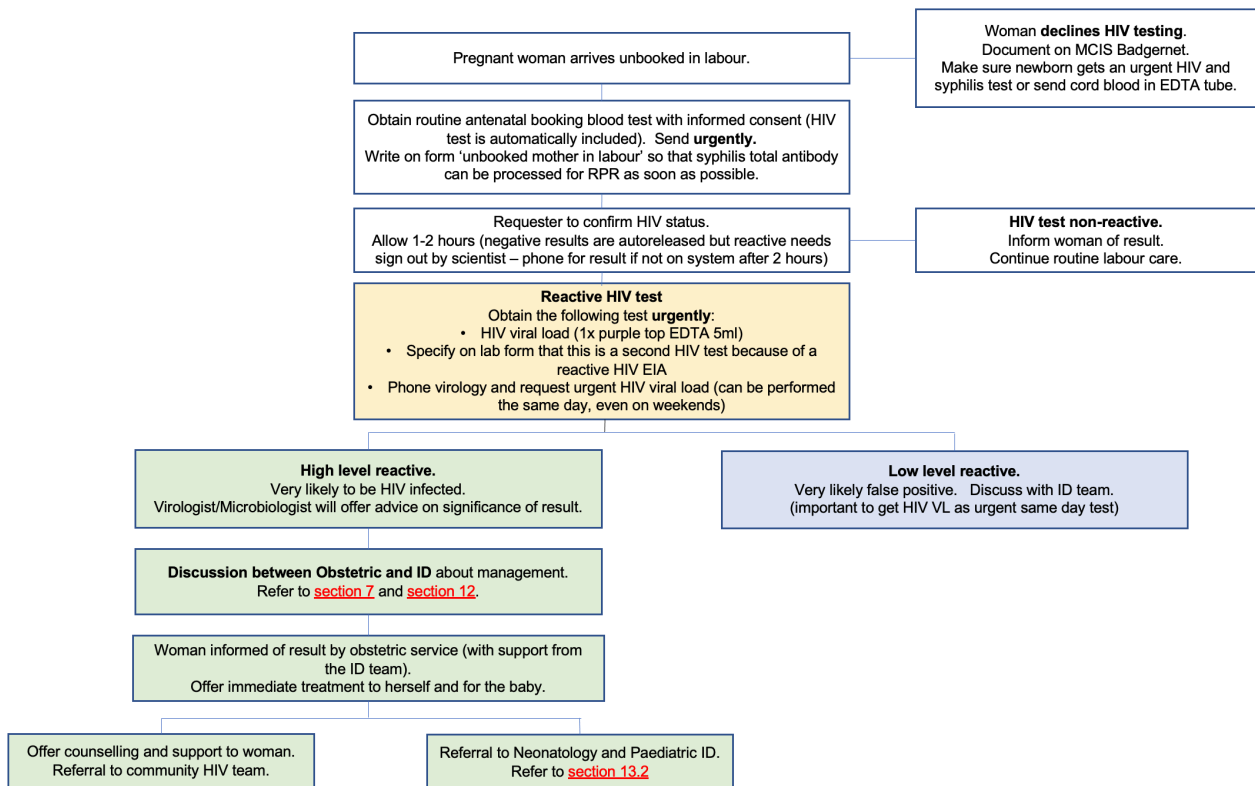 Pregnant woman arrives unbooked in labour.
Woman declines HIV testing.
Document on MCIS Badgernet.
Make sure newborn gets an urgent HIV and
syphilis test or send cord blood in EDTA tube.
Obtain routine antenatal booking blood test with informed consent (HIV
test is automatically included). Send urgently.
Write on form ‘unbooked mother in labour’ so that syphilis total antibody
can be processed for RPR as soon as possible.
Requester to confirm HIV status.
Allow 1-2 hours (negative results are autoreleased but reactive needs
sign out by scientist – phone for result if not on system after 2 hours)
HIV test non-reactive.
Inform woman of result.
Continue routine labour care.
Reactive HIV test
Obtain the following test urgently:
• HIV viral load (1x purple top EDTA 5ml)
• Specify on lab form that this is a second HIV test because of a
reactive HIV EIA
• Phone virology and request urgent HIV viral load (can be performed
the same day, even on weekends)
High level reactive.
Very likely to be HIV infected.
Virologist/Microbiologist will offer advice on significance of result.
Low level reactive.
Very likely false positive. Discuss with ID team.
(important to get HIV VL as urgent same day test)
Discussion between Obstetric and ID about management.
Refer to section 7 and section 12.
Woman informed of result by obstetric service (with support from
the ID team).
Offer immediate treatment to herself and for the baby.
Offer counselling and support to woman.
Referral to community HIV team.
Referral to Neonatology and Paediatric ID.
Refer to section 13.2